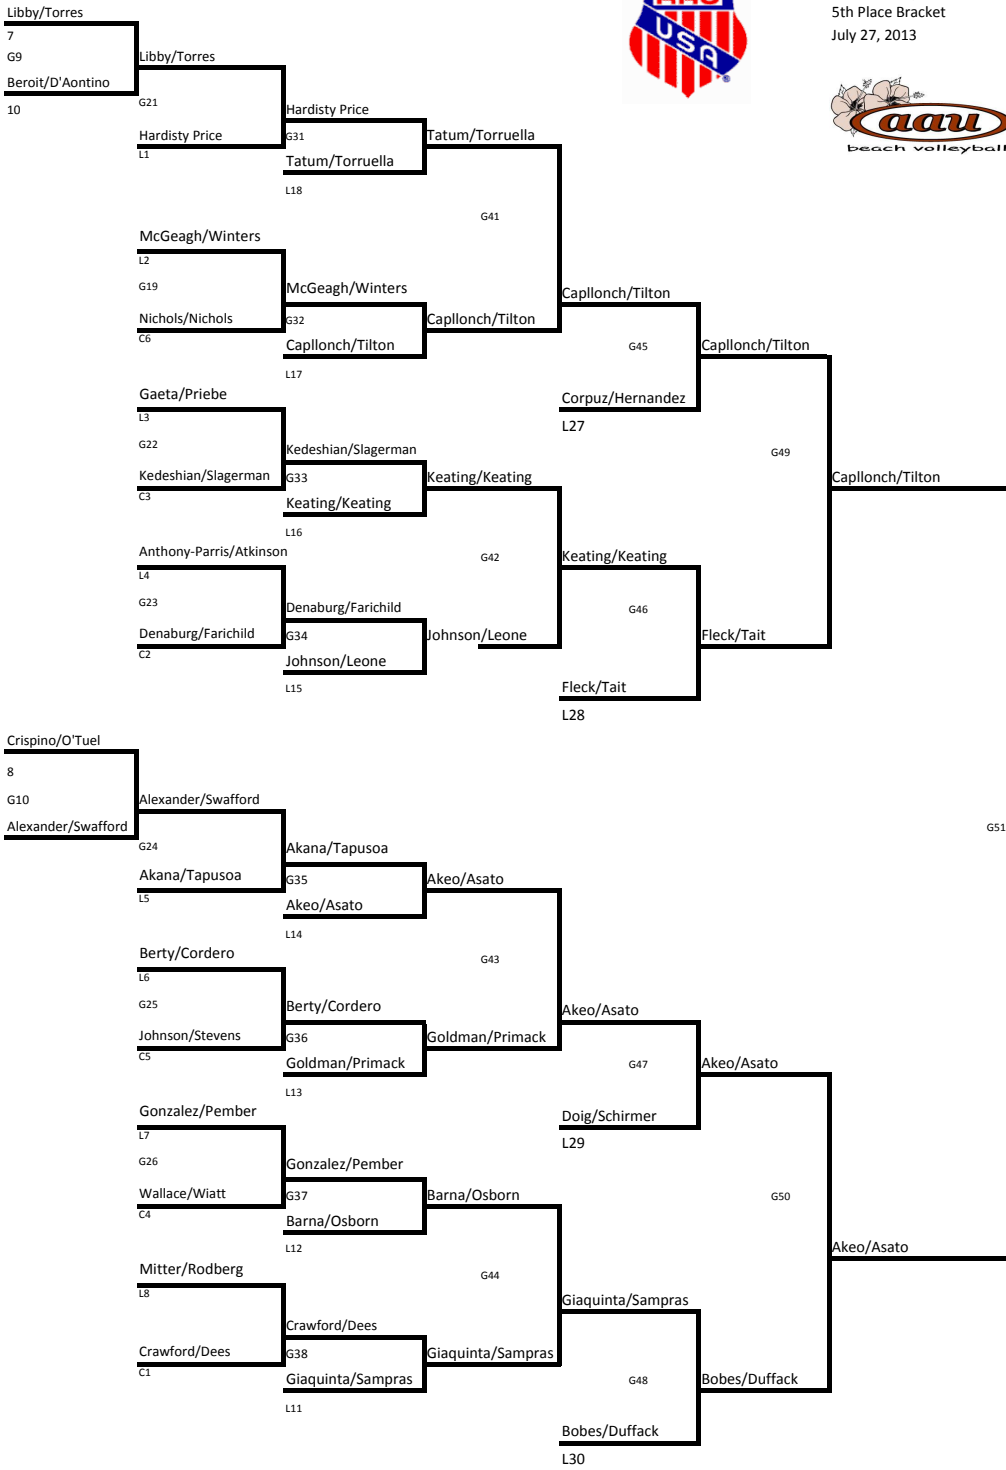 Libby/Torres
7
G9
Beroit/D'Aontino
10
USA
®
5th Place Bracket
July 27, 2013
aau
beach volleyball
Libby/Torres
G21
Hardisty Price
L1
Hardisty Price
G31
Tatum/Torruella
L18
Tatum/Torruella
G41
McGeagh/Winters
L2
G19
Nichols/Nichols
C6
McGeagh/Winters
G32
Capllonch/Tilton
L17
Capllonch/Tilton
Capllonch/Tilton
G45
Corpuz/Hernandez
L27
Capllonch/Tilton
G49
Capllonch/Tilton
Gaeta/Priebe
L3
G22
Kedeshian/Slagerman
C3
Kedeshian/Slagerman
G33
Keating/Keating
L16
Keating/Keating
G42
Anthony-Parris/Atkinson
L4
G23
Denaburg/Farichild
C2
Denaburg/Farichild
G34
Johnson/Leone
L15
Johnson/Leone
Keating/Keating
G46
Fleck/Tait
L28
Fleck/Tait
Crispino/O'Tuel
8
G10
Alexander/Swafford
Alexander/Swafford
G24
Akana/Tapusoa
L5
Akana/Tapusoa
G35
Akeo/Asato
L14
Akeo/Asato
G43
G51
Berty/Cordero
L6
G25
Johnson/Stevens
C5
Berty/Cordero
G36
Goldman/Primack
L13
Goldman/Primack
Akeo/Asato
G47
Doig/Schirmer
L29
Akeo/Asato
G50
Akeo/Asato
Gonzalez/Pember
L7
G26
Wallace/Wiatt
C4
Gonzalez/Pember
G37
Barna/Osborn
L12
Barna/Osborn
G44
Mitter/Rodberg
L8
Crawford/Dees
C1
Crawford/Dees
G38
Giaquinta/Sampras
L11
Giaquinta/Sampras
Giaquinta/Sampras
G48
Bobes/Duffack
L30
Bobes/Duffack